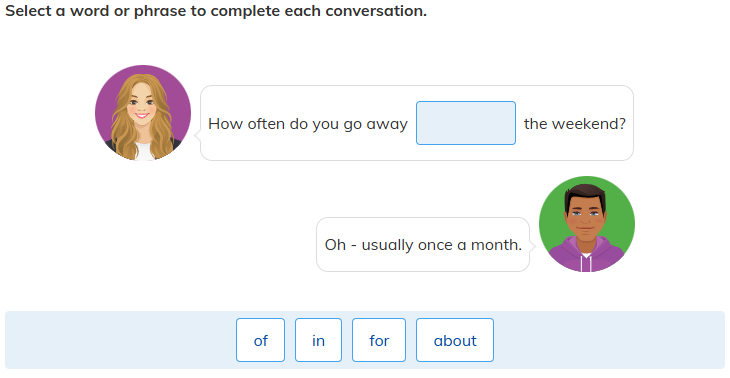 Select a word or phrase to complete each conversation.
How often do you go away the weekend?
Oh - usually once a month.
of in for about